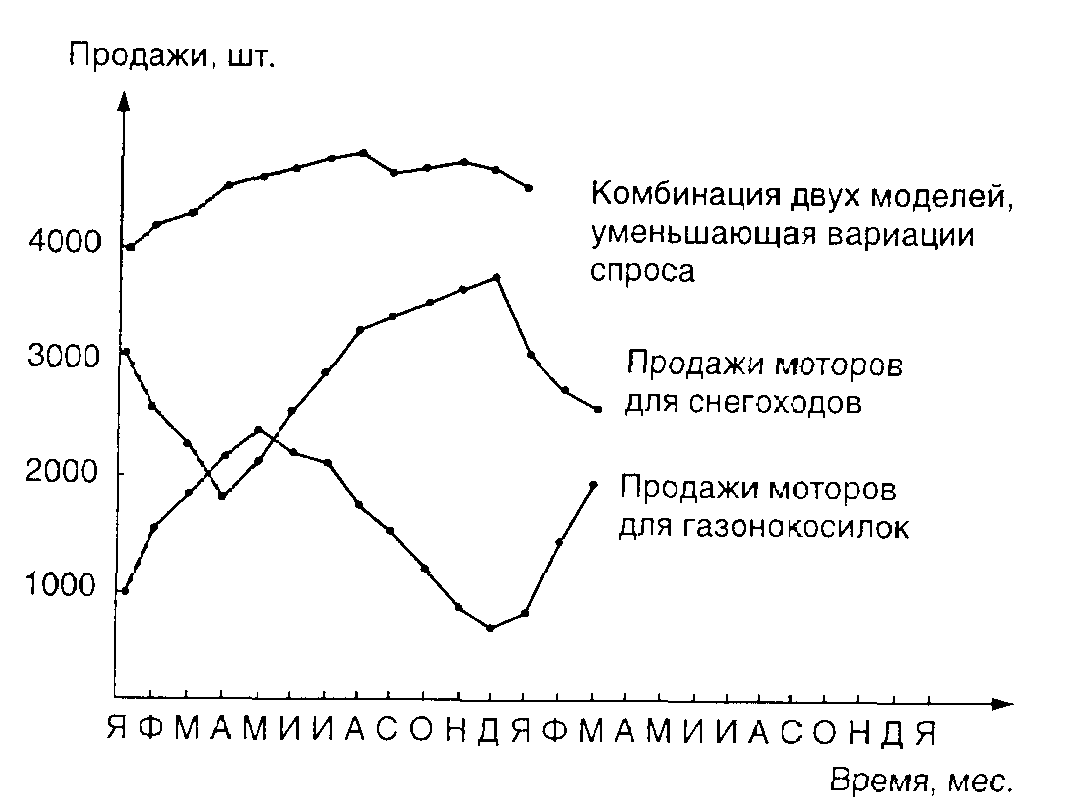 Продажи, шт.
Комбинация двух моделей,
уменьшающая вариации
спроса
4000
3000
Продажи моторов
для снегоходов
2000
Продажи моторов
для газонокосилок
1000
Я Ф М А М И И А С О Н Д Я Ф М А М И И А С О Н Д Я
Время, мес.